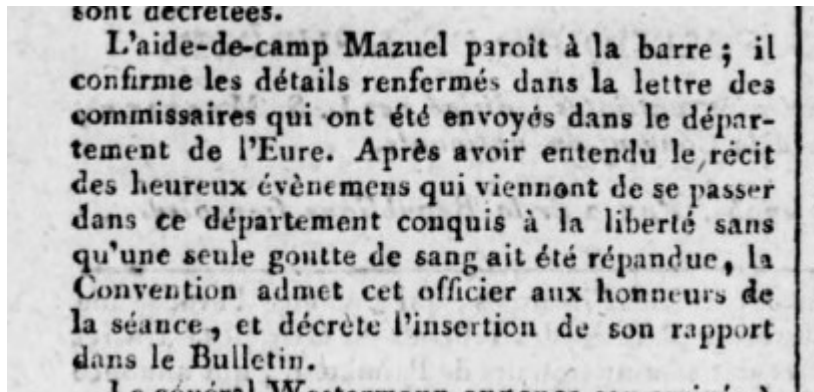 sont décrétées.
L'aide-de-camp Mazuel paroit à la barre ; il
confirme les détails renfermés dans la lettre des
commissaires qui ont été envoyés dans le dépar-
tement de l'Eure. Après avoir entendu le récit
des heureux évènemens qui viennent de se passer
dans ce département conquis à la liberté sans
qu'une seule goutte de sang ait été répandue, la
Convention admet cet officier aux honneurs de
la séance, et décrète l'insertion de son rapport
dans le Bulletin.
Le général Westermann